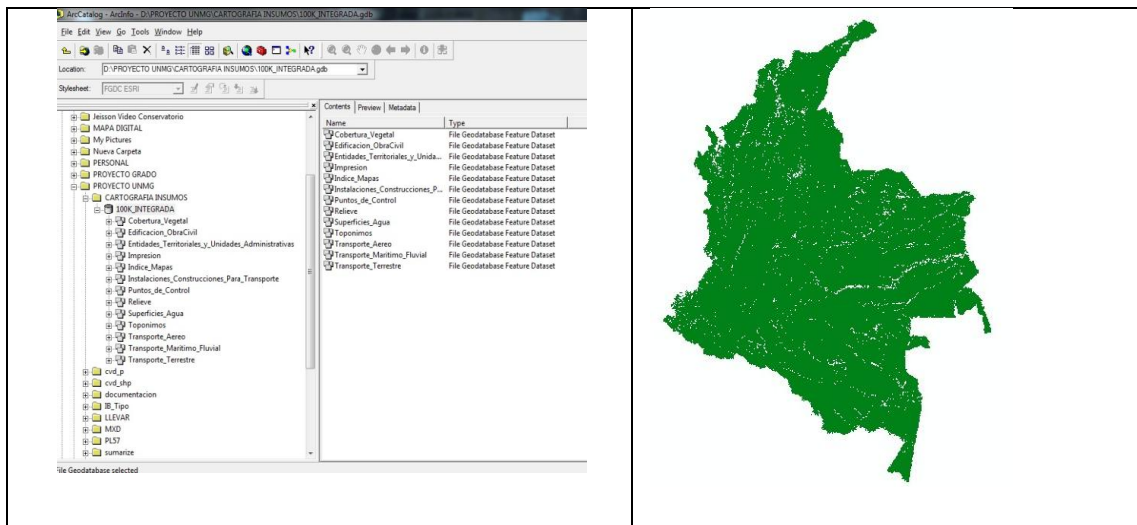 ArcCatalog - ArcInfo - D:\PROYECTO UNMG\CARTOGRAFIA INSUMOS\100K_INTEGRADA.gdb
File Edit View Go Tools Window Help
Location: D:\PROYECTO UNMG\CARTOGRAFIA INSUMOS\100K_INTEGRADA.gdb
Stylesheet: FGDC ESRI
Jeisson Video Conservatorio
MAPA DIGITAL
My Pictures
Nueva Carpeta
PERSONAL
PROYECTO GRADO
PROYECTO UNMG
CARTOGRAFIA INSUMOS
100K_INTEGRADA
Cobertura_Vegetal
Edificacion_ObraCivil
Entidades_Territoriales_y_Unidades_Administrativas
Impresion
Indice_Mapas
Instalaciones_Construcciones_Para_Transporte
Puntos_de_Control
Relieve
Superficies_Agua
Toponimos
Transporte_Aereo
Transporte_Maritimo_Fluvial
Transporte_Terrestre
cvd_p
cvd_shp
documentacion
IB_Tipo
LLEVAR
MXD
PL57
sumarize
Contents Preview Metadata
Name Type
Cobertura_Vegetal File Geodatabase Feature Dataset
Edificacion_ObraCivil File Geodatabase Feature Dataset
Entidades_Territoriales_y_Unida... File Geodatabase Feature Dataset
Impresion File Geodatabase Feature Dataset
Indice_Mapas File Geodatabase Feature Dataset
Instalaciones_Construcciones_P... File Geodatabase Feature Dataset
Puntos_de_Control File Geodatabase Feature Dataset
Relieve File Geodatabase Feature Dataset
Superficies_Agua File Geodatabase Feature Dataset
Toponimos File Geodatabase Feature Dataset
Transporte_Aereo File Geodatabase Feature Dataset
Transporte_Maritimo_Fluvial File Geodatabase Feature Dataset
Transporte_Terrestre File Geodatabase Feature Dataset
File Geodatabase selected